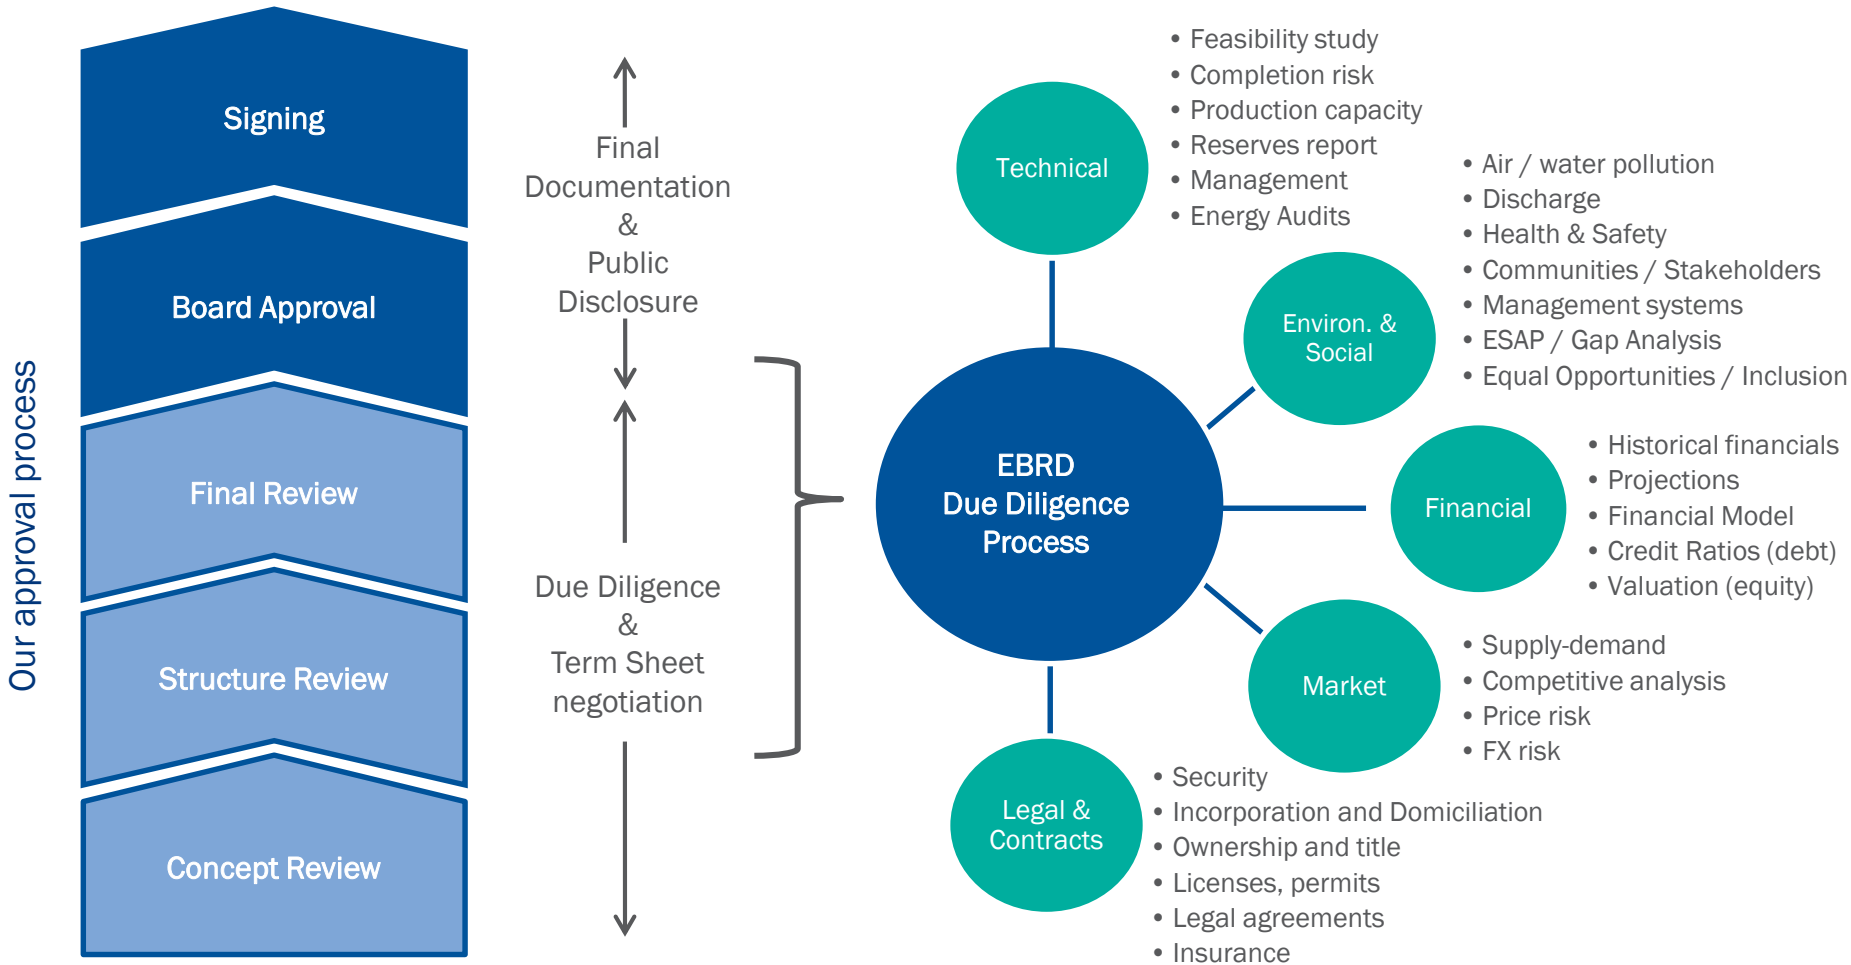 Our approval process
Signing
Board Approval
Final Review
Structure Review
Concept Review
Final
Documentation
&
Public
Disclosure
Due Diligence
&
Term Sheet
negotiation
EBRD
Due Diligence
Process
Technical
• Feasibility study
• Completion risk
• Production capacity
• Reserves report
• Management
• Energy Audits
Environ. &
Social
• Air / water pollution
• Discharge
• Health & Safety
• Communities / Stakeholders
• Management systems
• ESAP / Gap Analysis
• Equal Opportunities / Inclusion
Financial
• Historical financials
• Projections
• Financial Model
• Credit Ratios (debt)
• Valuation (equity)
Market
• Supply-demand
• Competitive analysis
• Price risk
• FX risk
Legal &
Contracts
• Security
• Incorporation and Domiciliation
• Ownership and title
• Licenses, permits
• Legal agreements
• Insurance